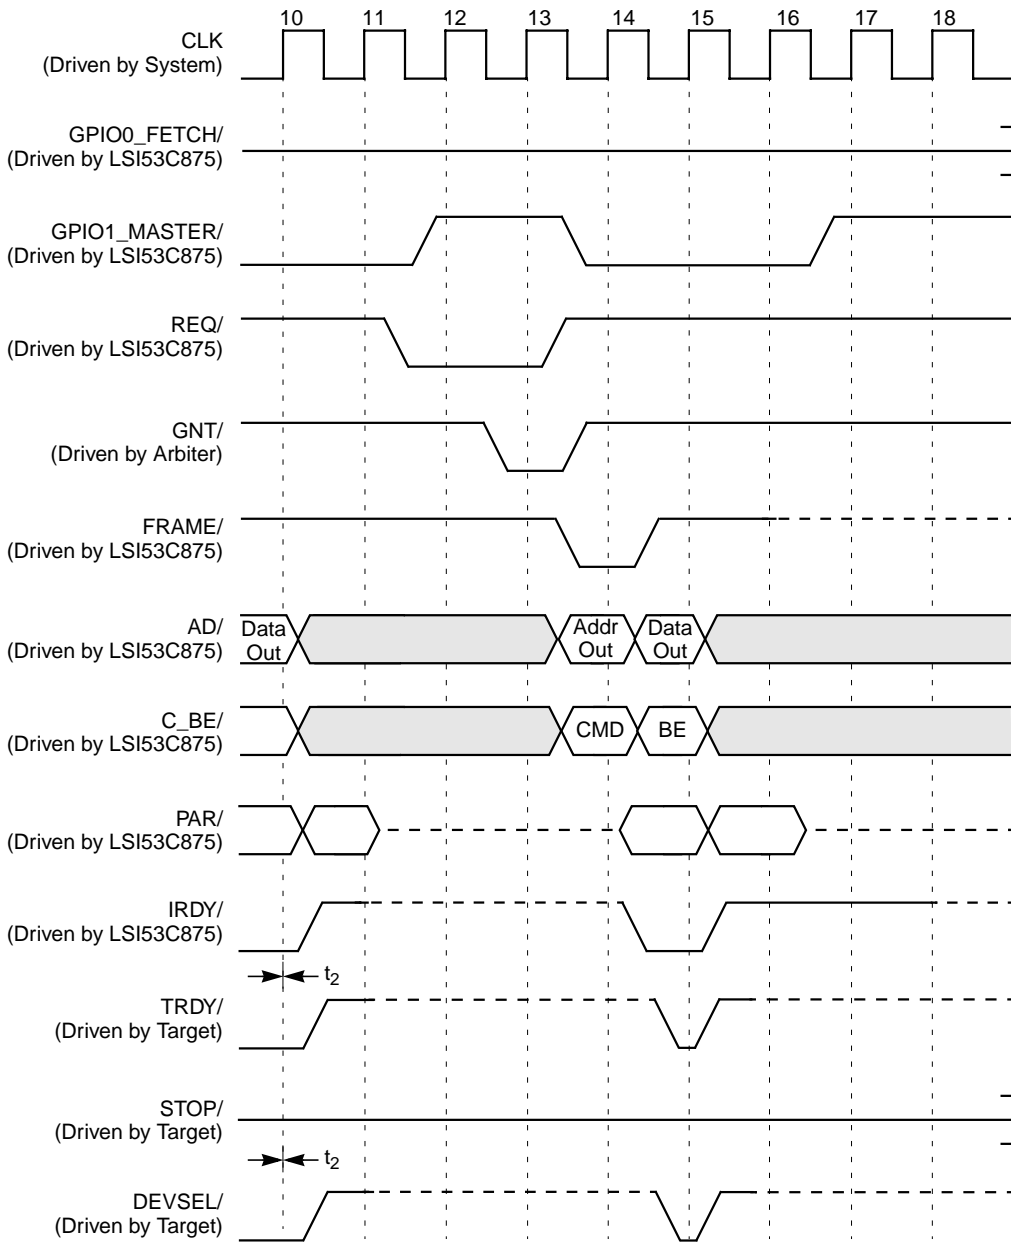 10 11 12 13 14 15 16 17 18
CLK
(Driven by System)
GPIO0_FETCH/
(Driven by LSI53C875)
GPIO1_MASTER/
(Driven by LSI53C875)
REQ/
(Driven by LSI53C875)
GNT/
(Driven by Arbiter)
FRAME/
(Driven by LSI53C875)
AD/
(Driven by LSI53C875)
Data
Out
Addr
Out
Data
Out
C_BE/
(Driven by LSI53C875)
CMD
BE
PAR/
(Driven by LSI53C875)
IRDY/
(Driven by LSI53C875)
t2
TRDY/
(Driven by Target)
STOP/
(Driven by Target)
t2
DEVSEL/
(Driven by Target)